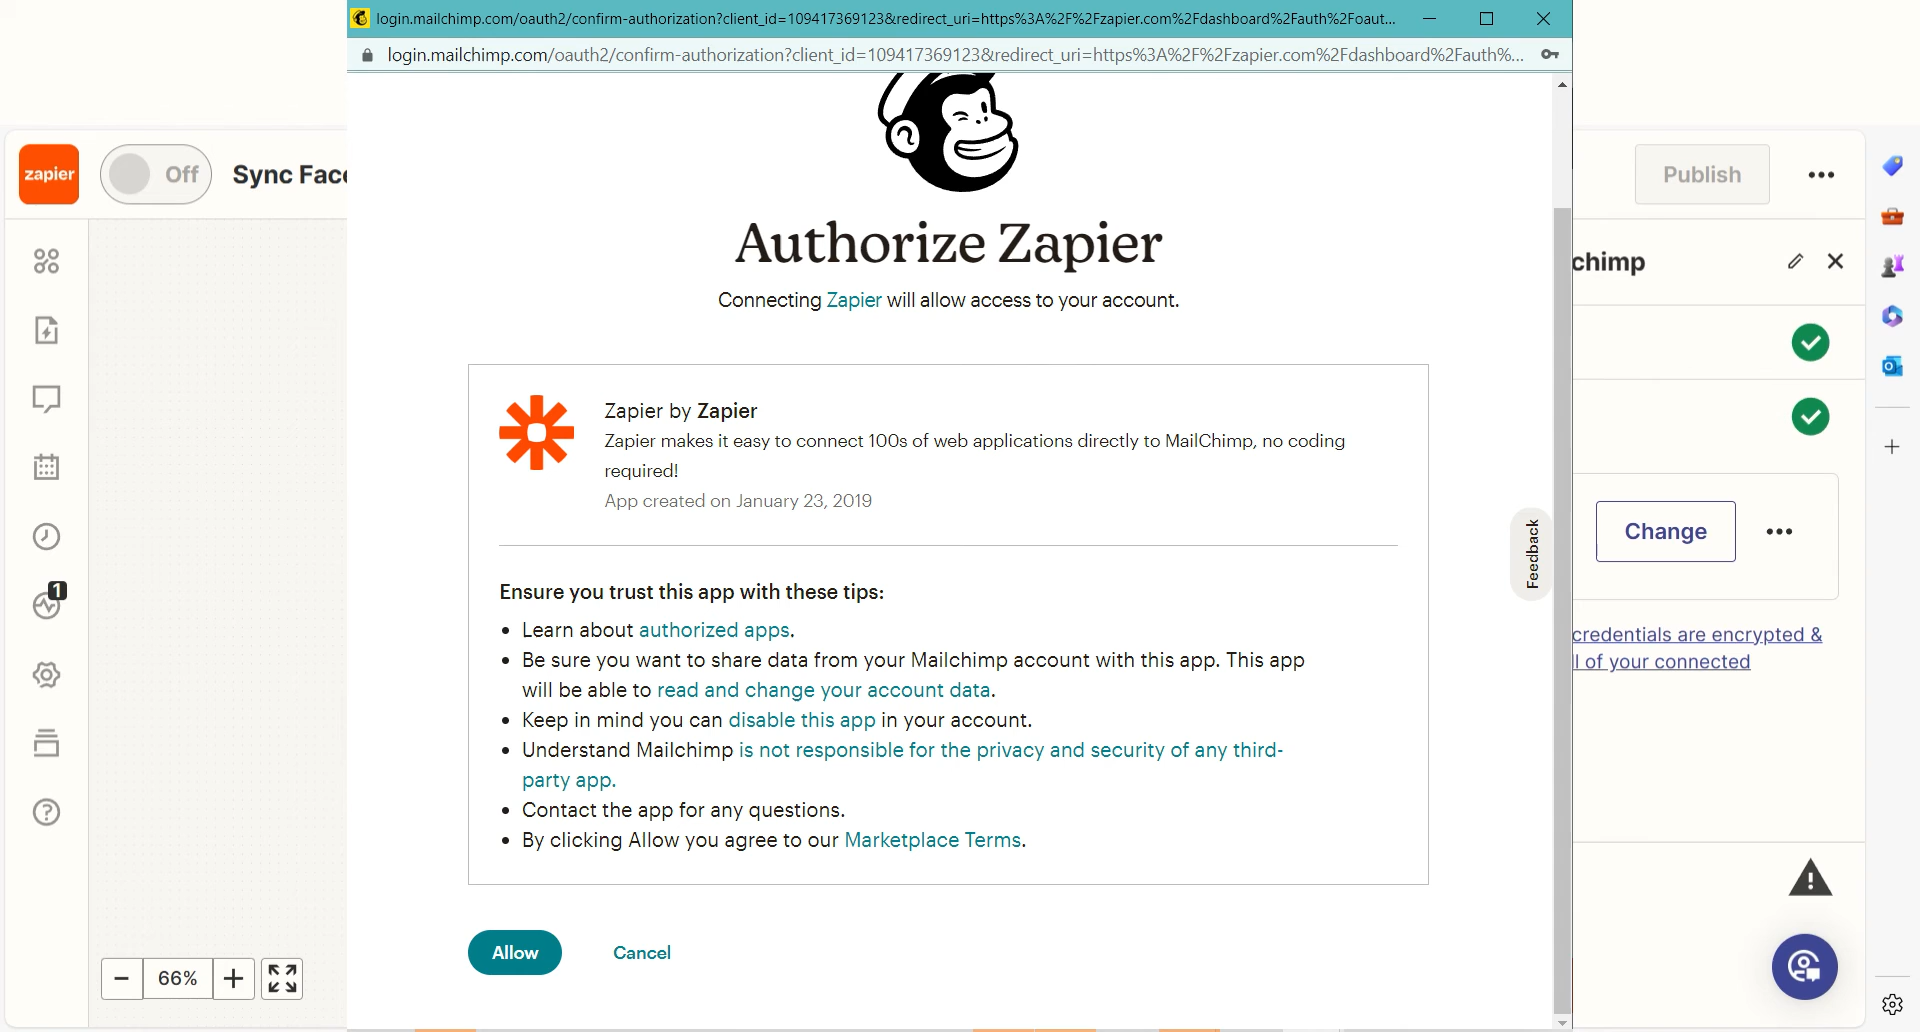 login.mailchimp.com/oauth2/confirm-authorization?client_id=109417369123&redirect_uri=https%3A%2F%2Fzapier.com%2Fdashboard%2Fauth%2Foaut...
login.mailchimp.com/oauth2/confirm-authorization?client_id=109417369123&redirect_uri=https%3A%2F%2Fzapier.com%2Fdashboard%2Fauth%...
zapier
Off
Sync Face
Publish
chimp
Authorize Zapier
Connecting Zapier will allow access to your account.
Zapier by Zapier
Zapier makes it easy to connect 100s of web applications directly to MailChimp, no coding
required!
App created on January 23, 2019
Change
Feedback
Ensure you trust this app with these tips:
• Learn about authorized apps.
• Be sure you want to share data from your Mailchimp account with this app. This app
will be able to read and change your account data.
• Keep in mind you can disable this app in your account.
• Understand Mailchimp is not responsible for the privacy and security of any third-
party app.
• Contact the app for any questions.
• By clicking Allow you agree to our Marketplace Terms.
credentials are encrypted &
ll of your connected
1
Allow
Cancel
66%